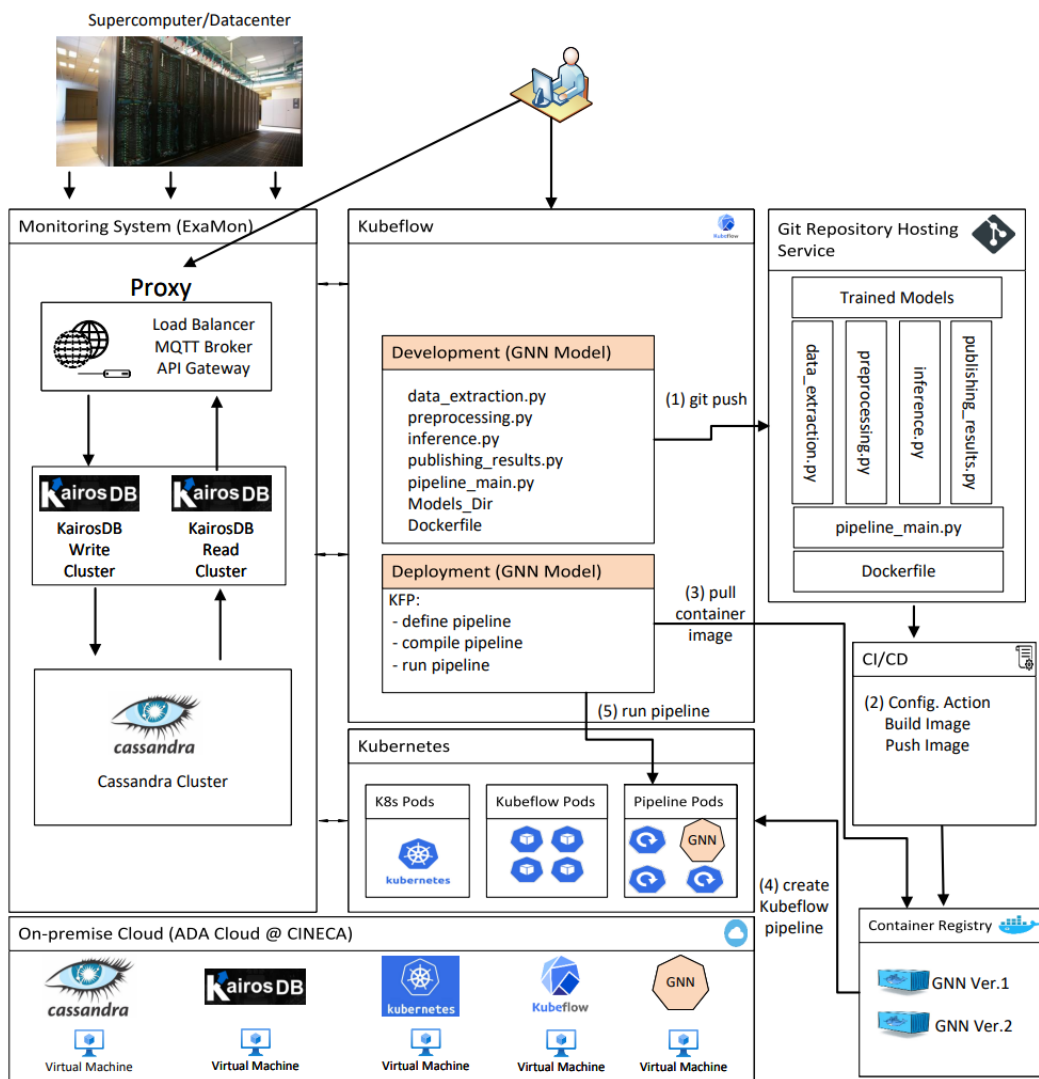 Supercomputer/Datacenter
Monitoring System (ExaMon)
Proxy
Load Balancer
MQTT Broker
API Gateway
KairosDB
KairosDB
KairosDB
Write
Cluster
KairosDB
Read
Cluster
cassandra
Cassandra Cluster
Kubeflow
Kubeflow
Development (GNN Model)
data_extraction.py
preprocessing.py
inference.py
publishing_results.py
pipeline_main.py
Models_Dir
Dockerfile
Deployment (GNN Model)
KFP:
- define pipeline
- compile pipeline
- run pipeline
(1) git push
(3) pull
container
image
(5) run pipeline
Git Repository Hosting
Service
Trained Models
data_extraction.py
preprocessing.py
inference.py
publishing_results.py
pipeline_main.py
Dockerfile
CI/CD
(2) Config. Action
Build Image
Push Image
Kubernetes
K8s Pods
kubernetes
Kubeflow Pods
Pipeline Pods
GNN
(4) create
Kubeflow
pipeline
Container Registry
GNN Ver.1
GNN Ver.2
On-premise Cloud (ADA Cloud @ CINECA)
cassandra
KairosDB
kubernetes
Kubeflow
GNN
Virtual Machine
Virtual Machine
Virtual Machine
Virtual Machine
Virtual Machine